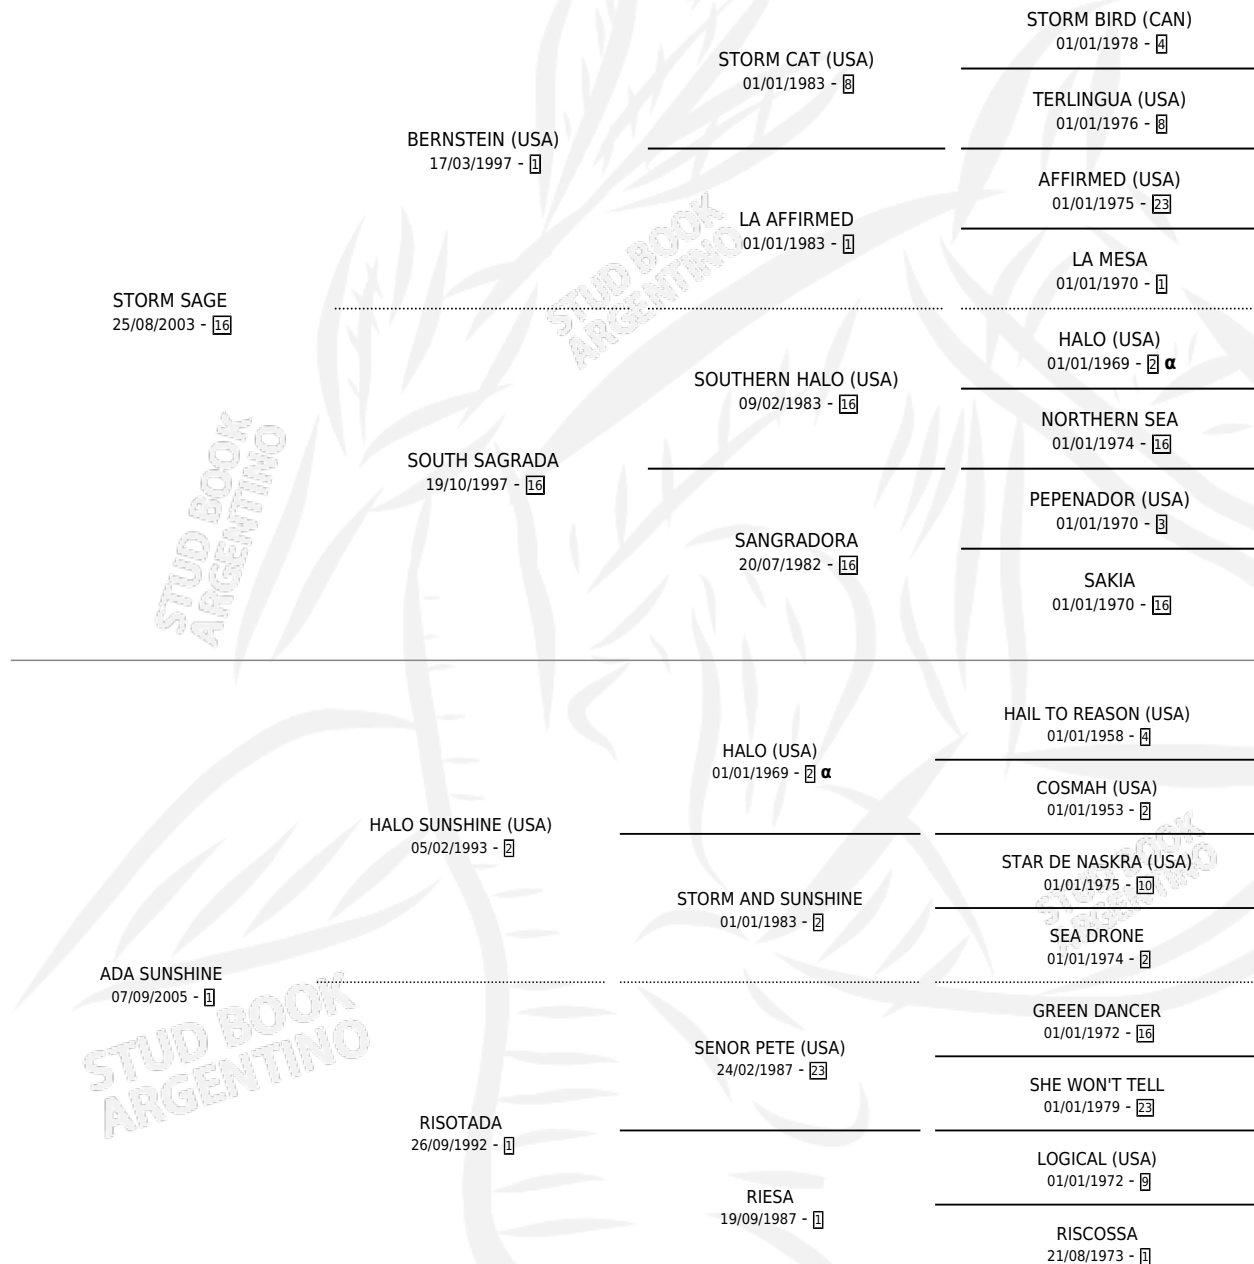 STORM BIRD (CAN)
01/01/1978 - 4
STORM CAT (USA)
01/01/1983 - 8
TERLINGUA (USA)
01/01/1976 - 8
BERNSTEIN (USA)
17/03/1997 - 1
AFFIRMED (USA)
01/01/1975 - 23
LA AFFIRMED
01/01/1983 - 1
LA MESA
01/01/1970 - 1
STORM SAGE
25/08/2003 - 16
HALO (USA)
01/01/1969 - 2 α
SOUTHERN HALO (USA)
09/02/1983 - 16
NORTHERN SEA
01/01/1974 - 16
SOUTH SAGRADA
19/10/1997 - 16
PEPENADOR (USA)
01/01/1970 - 3
SANGRADORA
20/07/1982 - 16
SAKIA
01/01/1970 - 16
STUD BOOK
ARGENTINO
STUD BOOK
ARGENTINO
HAIL TO REASON (USA)
01/01/1958 - 4
HALO (USA)
01/01/1969 - 2 α
COSMAH (USA)
01/01/1953 - 2
HALO SUNSHINE (USA)
05/02/1993 - 2
STAR DE NASKRA (USA)
01/01/1975 - 10
STORM AND SUNSHINE
01/01/1983 - 2
SEA DRONE
01/01/1974 - 2
ADA SUNSHINE
07/09/2005 - 1
GREEN DANCER
01/01/1972 - 16
SENOR PETE (USA)
24/02/1987 - 23
SHE WON'T TELL
01/01/1979 - 23
RISOTADA
26/09/1992 - 1
LOGICAL (USA)
01/01/1972 - 9
RIESA
19/09/1987 - 1
RISCOSSA
21/08/1973 - 1
STUD BOOK
ARGENTINO
STUD BOOK
ARGENTINO